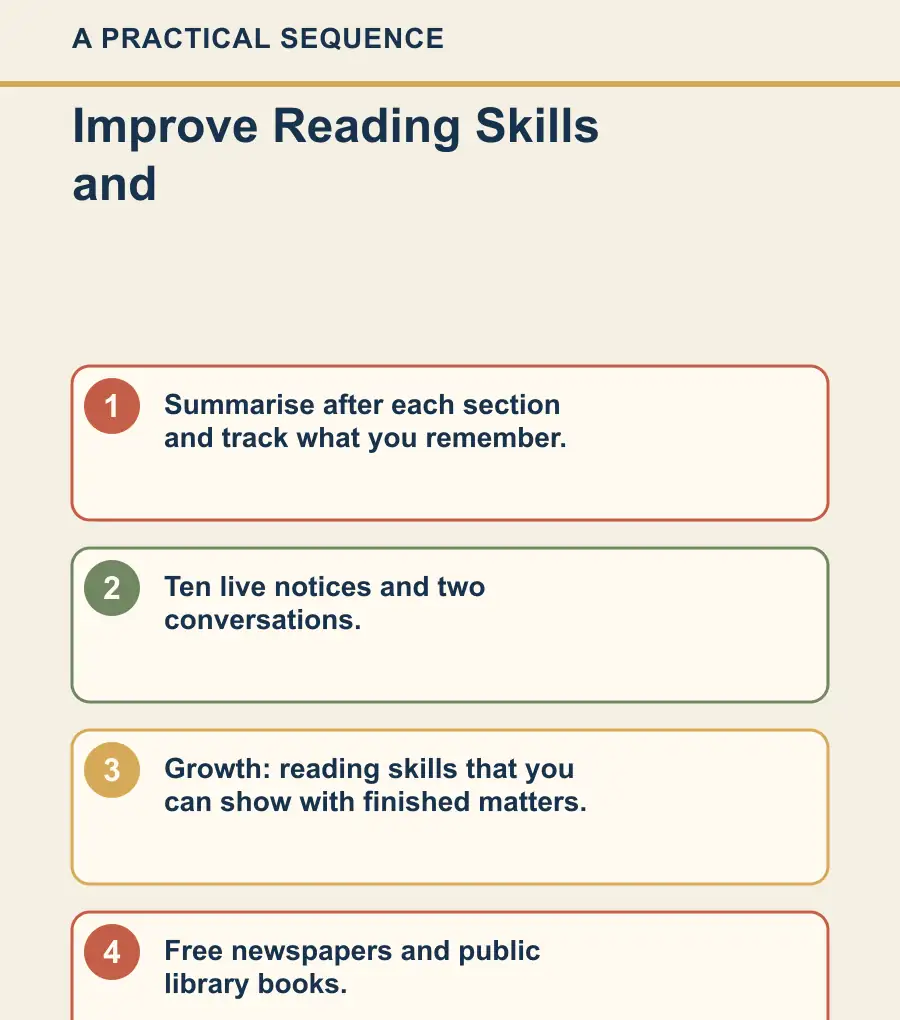 A PRACTICAL SEQUENCE
Improve Reading Skills
and
1
Summarise after each section
and track what you remember.
2
Ten live notices and two
conversations.
3
Growth: reading skills that you
can show with finished matters.
4
Free newspapers and public
library books.